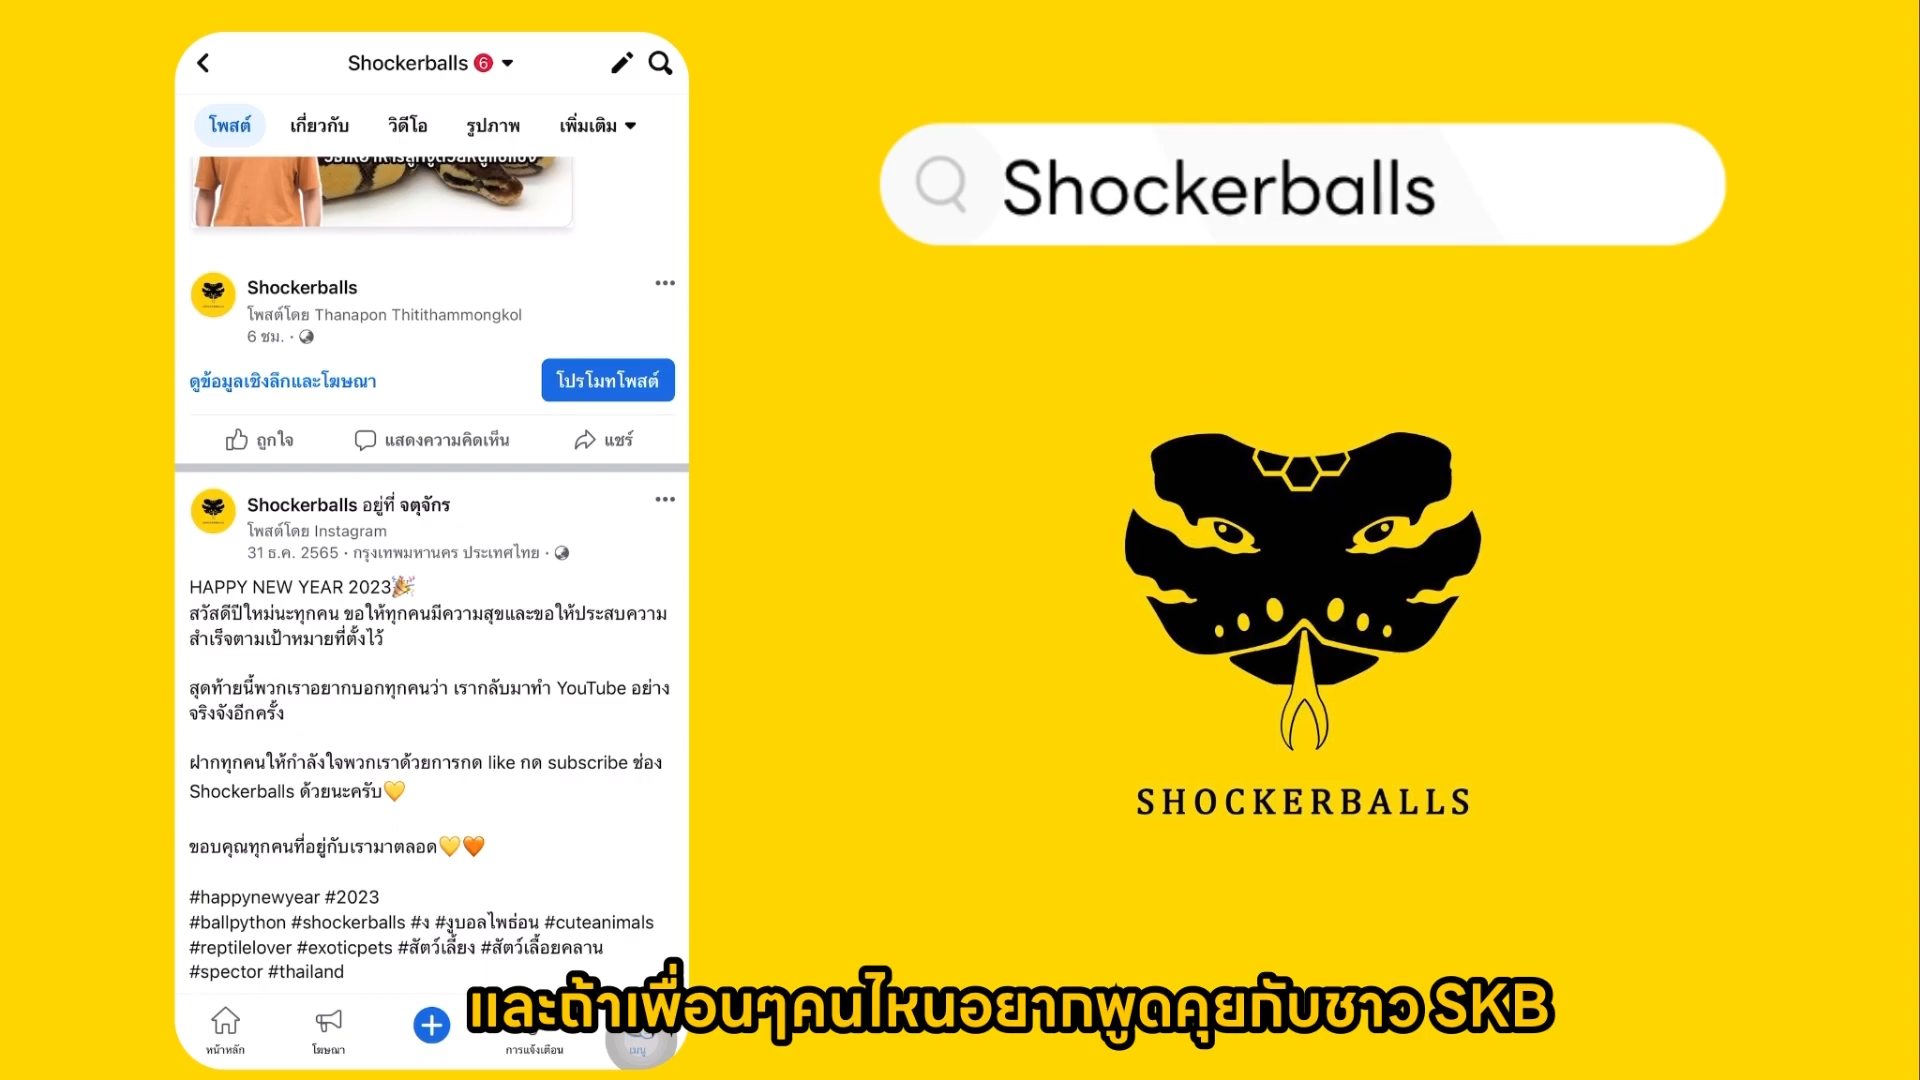 Shockerballs 6
โพสต์ เกี่ยวกับ วิดีโอ รูปภาพ เพิ่มเติม
Shockerballs
โพสต์โดย Thanapon Thitithammongkol
6 ชม. ·
ดูข้อมูลเชิงลึกและโฆษณา โปรโมทโพสต์
ถูกใจ แสดงความคิดเห็น แชร์
Shockerballs อยู่ที่ จตุจักร
โพสต์โดย Instagram
31 ธ.ค. 2565 · กรุงเทพมหานคร ประเทศไทย ·
HAPPY NEW YEAR 2023🎉
สวัสดีปีใหม่นะทุกคน ขอให้ทุกคนมีความสุขและขอให้ประสบความ
สำเร็จตามเป้าหมายที่ตั้งไว้
สุดท้ายนี้พวกเราอยากบอกทุกคนว่า เรากลับมาทำ YouTube อย่าง
จริงจังอีกครั้ง
ฝากทุกคนให้กำลังใจพวกเราด้วยการกด like กด subscribe ช่อง
Shockerballs ด้วยนะครับ💛
ขอบคุณทุกคนที่อยู่กับเรามาตลอด💛🧡
#happynewyear #2023
#ballpython #shockerballs #ง #งูบอลไพธ่อน #cuteanimals
#reptilelover #exoticpets #สัตว์เลี้ยง #สัตว์เลื้อยคลาน
#spector #thailand
หน้าหลัก โฆษณา การแจ้งเตือน เมนู
Shockerballs
SHOCKERBALLS
และถ้าเพื่อนๆคนไหนอยากพูดคุยกับชาว SKB